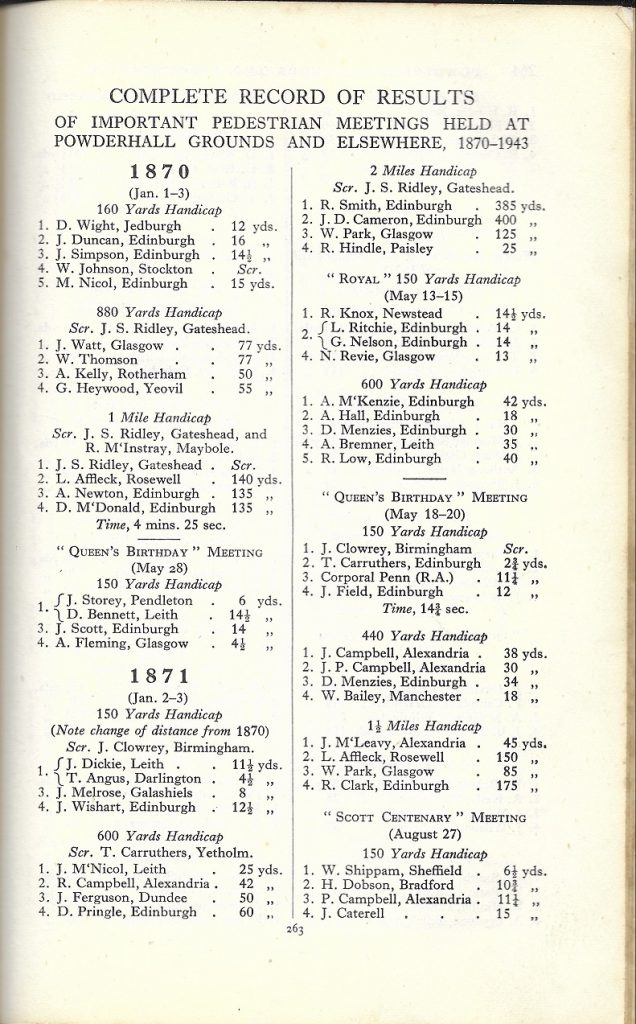 COMPLETE RECORD OF RESULTS
OF IMPORTANT PEDESTRIAN MEETINGS HELD AT
POWDERHALL GROUNDS AND ELSEWHERE, 1870–1943
1870
(Jan. 1–3)
160 Yards Handicap
1. D. Wight, Jedburgh . 12 yds.
2. J. Duncan, Edinburgh . 16 „
3. J. Simpson, Edinburgh . 14½ „
4. W. Johnson, Stockton . Scr.
5. M. Nicol, Edinburgh . 15 yds.
880 Yards Handicap
Scr. J. S. Ridley, Gateshead.
1. J. Watt, Glasgow . . 77 yds.
2. W. Thomson . . 77 „
3. A. Kelly, Rotherham . 50 „
4. G. Heywood, Yeovil . 55 „
1 Mile Handicap
Scr. J. S. Ridley, Gateshead, and
R. M‘Instray, Maybole.
1. J. S. Ridley, Gateshead . Scr.
2. L. Affleck, Rosewell . 140 yds.
3. A. Newton, Edinburgh . 135 „
4. D. M‘Donald, Edinburgh 135 „
Time, 4 mins. 25 sec.
“ Queen’s Birthday ” Meeting
(May 28)
150 Yards Handicap
1. { J. Storey, Pendleton . 6 yds.
D. Bennett, Leith . 14½ „
3. J. Scott, Edinburgh . 14 „
4. A. Fleming, Glasgow . 4½ „
1871
(Jan. 2–3)
150 Yards Handicap
(Note change of distance from 1870)
Scr. J. Clowrey, Birmingham.
1. { J. Dickie, Leith . . 11½ yds.
T. Angus, Darlington . 4½ „
3. J. Melrose, Galashiels . 8 „
4. J. Wishart, Edinburgh . 12½ „
600 Yards Handicap
Scr. T. Carruthers, Yetholm.
1. J. M‘Nicol, Leith . 25 yds.
2. R. Campbell, Alexandria . 42 „
3. J. Ferguson, Dundee . 50 „
4. D. Pringle, Edinburgh . 60 „
2 Miles Handicap
Scr. J. S. Ridley, Gateshead.
1. R. Smith, Edinburgh . 385 yds.
2. J. D. Cameron, Edinburgh 400 „
3. W. Park, Glasgow . 125 „
4. R. Hindle, Paisley . 25 „
“ Royal ” 150 Yards Handicap
(May 13–15)
1. R. Knox, Newstead . 14½ yds.
2. { L. Ritchie, Edinburgh . 14 „
G. Nelson, Edinburgh . 14 „
4. N. Revie, Glasgow . 13 „
600 Yards Handicap
1. A. M‘Kenzie, Edinburgh 42 yds.
2. A. Hall, Edinburgh . 18 „
3. D. Menzies, Edinburgh . 30 „
4. A. Bremner, Leith . 35 „
5. R. Low, Edinburgh . 40 „
“ Queen’s Birthday ” Meeting
(May 18–20)
150 Yards Handicap
1. J. Clowrey, Birmingham Scr.
2. T. Carruthers, Edinburgh 2¾ yds.
3. Corporal Penn (R.A.) . 11¼ „
4. J. Field, Edinburgh . 12 „
Time, 14¾ sec.
440 Yards Handicap
1. J. Campbell, Alexandria . 38 yds.
2. J. P. Campbell, Alexandria 30 „
3. D. Menzies, Edinburgh . 34 „
4. W. Bailey, Manchester . 18 „
1½ Miles Handicap
1. J. M‘Leavy, Alexandria . 45 yds.
2. L. Affleck, Rosewell . 150 „
3. W. Park, Glasgow . 85 „
4. R. Clark, Edinburgh . 175 „
“ Scott Centenary ” Meeting
(August 27)
150 Yards Handicap
1. W. Shippam, Sheffield . 6½ yds.
2. H. Dobson, Bradford . 10¾ „
3. P. Campbell, Alexandria . 11¼ „
4. J. Caterell . . . 15 „
263